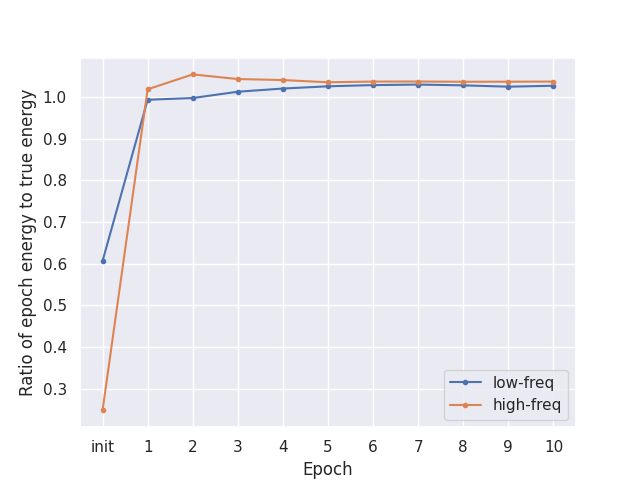 Ratio of epoch energy to true energy
1.0
0.9
0.8
0.7
0.6
0.5
0.4
0.3
low-freq
high-freq
init 1 2 3 4 5 6 7 8 9 10
Epoch